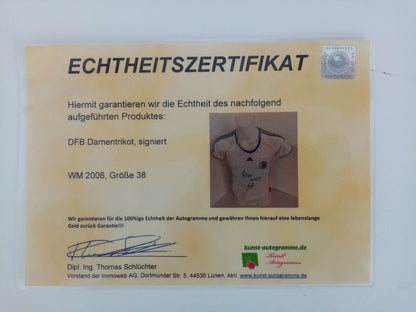 ECHTHEITSZERTIFIKAT
Hiermit garantieren wir die Echtheit des nachfolgend
aufgeführten Produktes:
DFB Damentrikot, signiert
WM 2006, Größe 38
Wir garantieren für die 100%ige Echtheit der Autogramme und gewähren Ihnen hierauf eine lebenslange
Geld zurück Garantie!!!
kunst-autogramme.de
Kunst
Autogramme
Dipl. Ing. Thomas Schlüchter
Vorstand der Immoweb AG, Dortmunder Str. 5, 44536 Lünen, www.kunst-autogramme.de